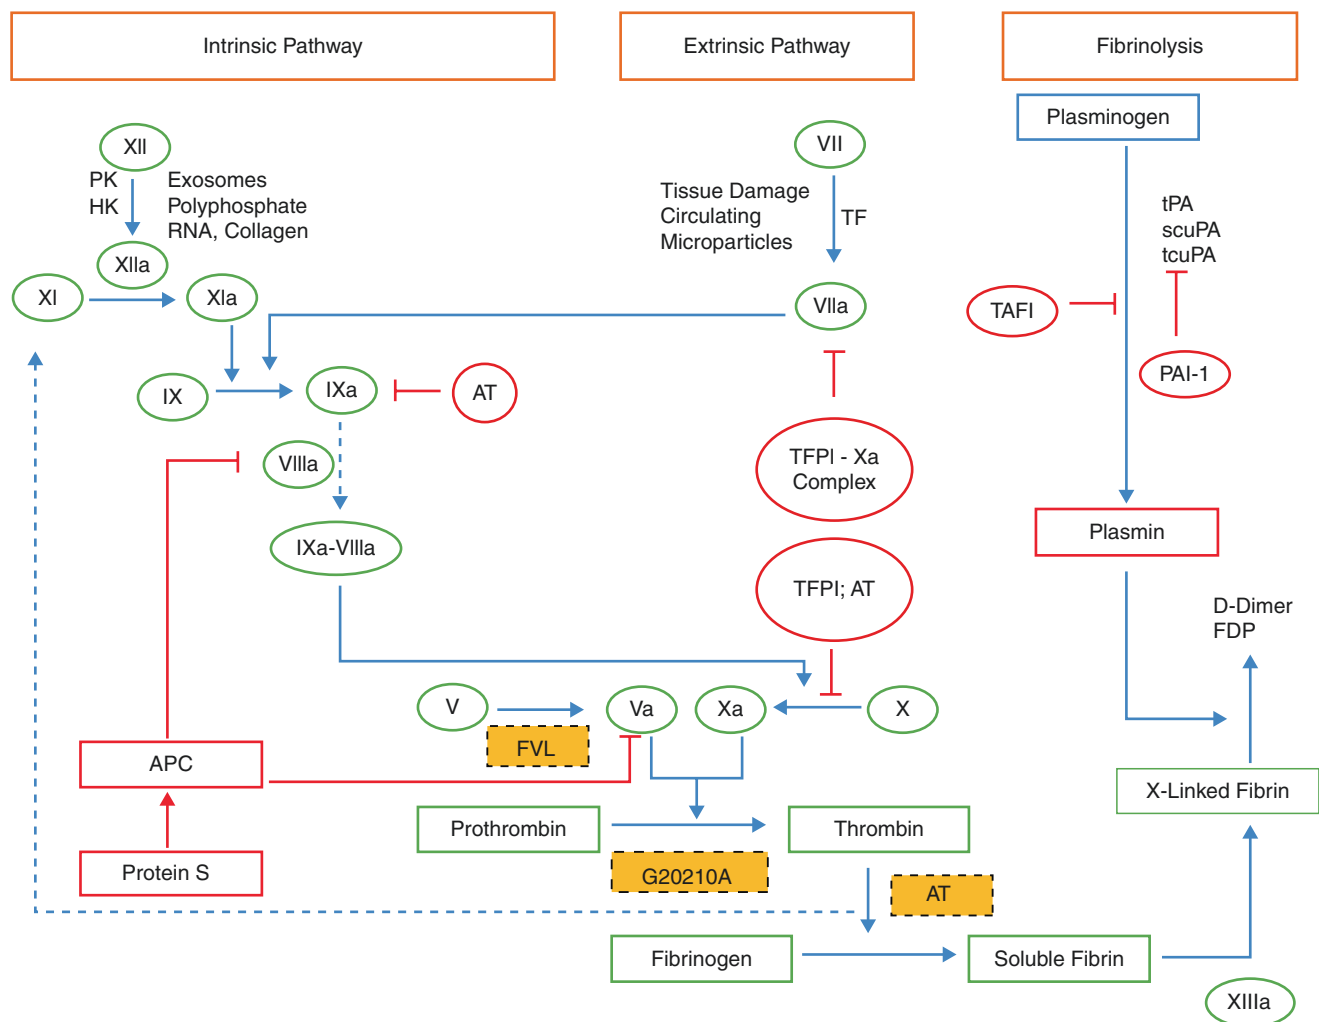 Intrinsic Pathway
Extrinsic Pathway
Fibrinolysis
Plasminogen
XII
VII
PK
HK
Exosomes
Polyphosphate
RNA, Collagen
Tissue Damage
Circulating
Microparticles
TF
tPA
scuPA
tcuPA
XIIa
XI
XIa
VIIa
TAFI
IX
IXa
AT
PAI-1
VIIIa
TFPI - Xa
Complex
IXa-VIIIa
Plasmin
TFPI; AT
D-Dimer
FDP
V
Va
Xa
X
FVL
APC
X-Linked Fibrin
Prothrombin
Thrombin
Protein S
G20210A
AT
Fibrinogen
Soluble Fibrin
XIIIa